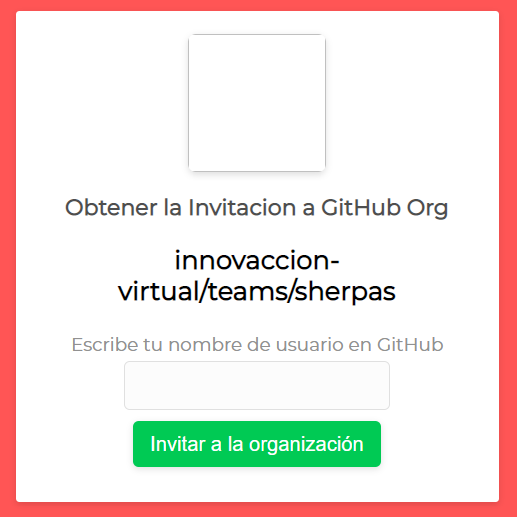 Obtener la Invitacion a GitHub Org
innovaccion-
virtual/teams/sherpas
Escribe tu nombre de usuario en GitHub
Invitar a la organización